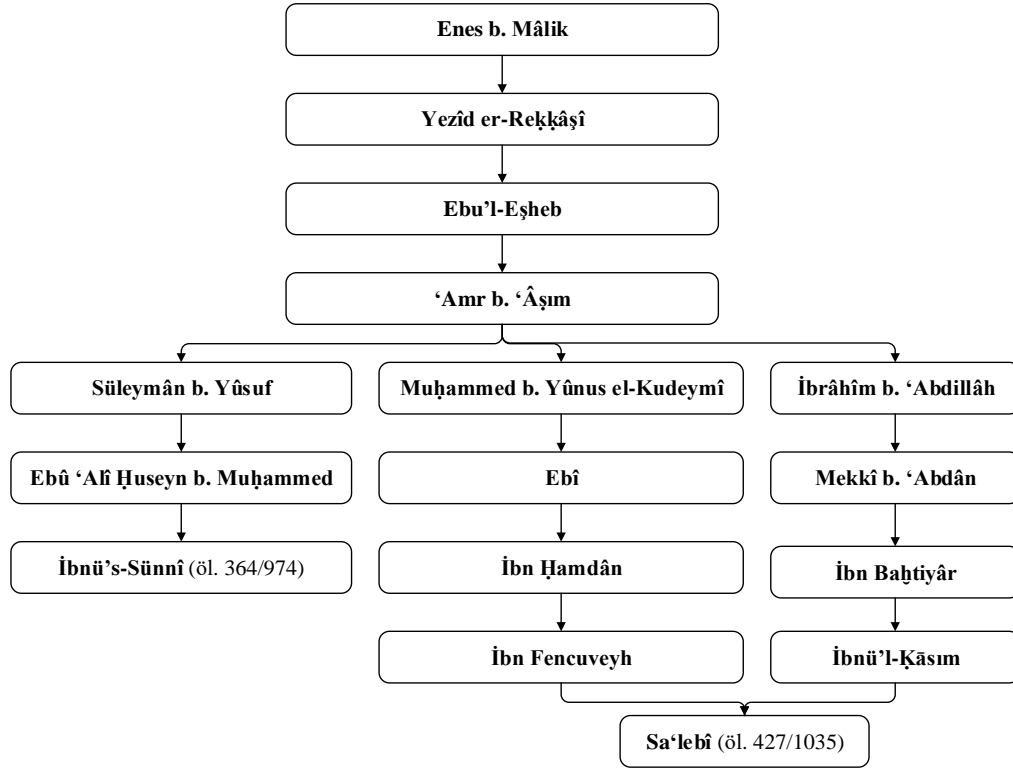 Enes b. Mâlik
Yezîd er-Reḳḳâşî
Ebu’l-Eşheb
‘Amr b. ‘Âṣım
Süleymân b. Yûsuf
Muḥammed b. Yûnus el-Kudeymî
İbrâhîm b. ‘Abdillâh
Ebû ‘Alî Ḥuseyn b. Muḥammed
Ebî
Mekkî b. ‘Abdân
İbnü’s-Sünnî (öl. 364/974)
İbn Ḥamdân
İbn Baḫtiyâr
İbn Fencuveyh
İbnü’l-Ḳāsım
Sa‘lebî (öl. 427/1035)